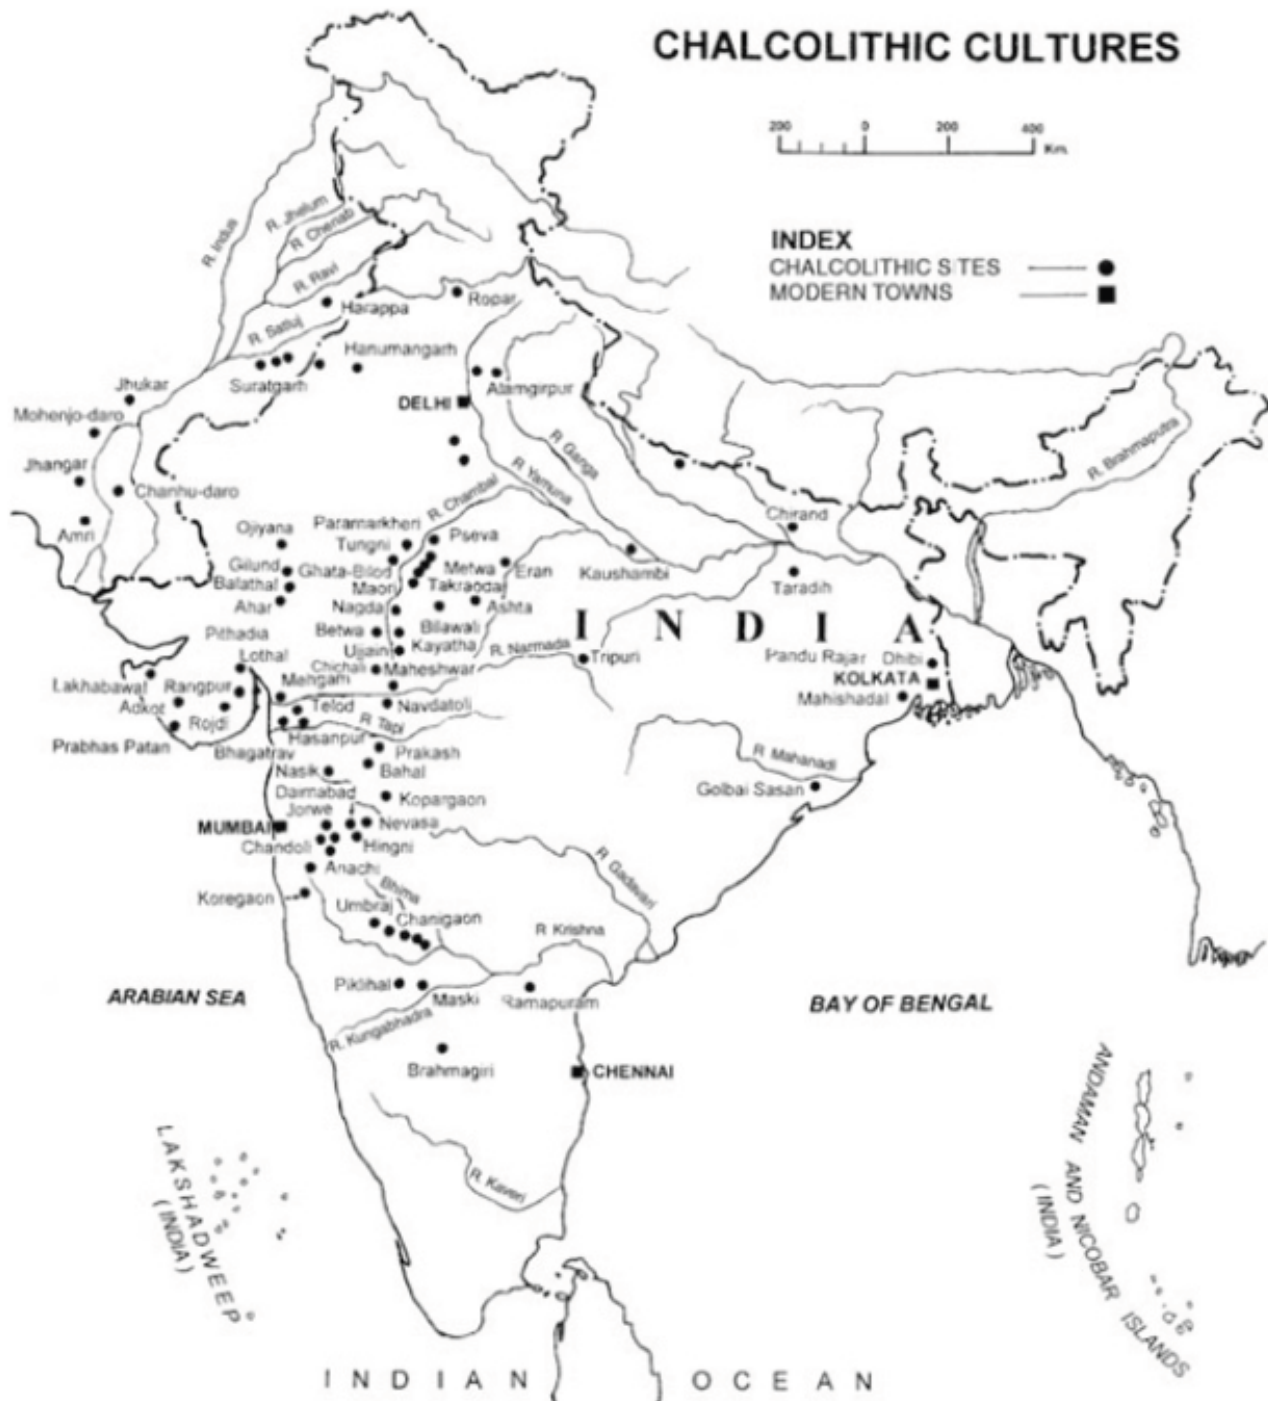 CHALCOLITHIC CULTURES
200 0 200 400
Km.
INDEX
CHALCOLITHIC SITES
MODERN TOWNS
R. Indus
R. Jhelum
R. Chenab
R. Ravi
Harappa
Ropar
R. Satluj
Hanumangarh
Suratgarh
Alamgirpur
Jhukar
DELHI
Mohenjo-daro
R. Ganga
R. Brahmaputra
Jhangar
R. Yamuna
Chanhu-daro
R. Chambal
Chirand
Amri
Ojiyana
Paramarkheri
Tungni
Pseva
Gilund
Ghata-Bilod
Metwa
Eran
Kaushambi
Balathal
Maori
Takraodai
Taradih
Ahar
Nagda
Bilawali
Ashta
INDIA
Pithadia
Betwa
Ujjain
Kayatha
R. Narmada
Tripuri
Pandu Rajar Dhibi
Lothal
Chichali
Maheshwar
KOLKATA
Lakhabawal
Rangpur
Mehgam
Mahishadal
Adkot
Rojdi
Telod
Navdatoli
R. Tapi
Prabhas Patan
Bhagatrav
Hasanpur
Prakash
R. Mahanadi
Nasik
Bahal
Golbai Sasan
Daimabad
Kopargaon
Jorwe
MUMBAI
Nevasa
Chandoli
Hingni
Anachi
R. Gadavari
Bhima
Koregaon
Umbraj
Chanigaon
R Krishna
Piklihal
Maski
Ramapuram
ARABIAN SEA
BAY OF BENGAL
R. Kungabhadra
Brahmagiri
CHENNAI
R. Kaveri
LAKSHADWEEP
(INDIA)
ANDAMAN AND NICOBAR ISLANDS
(INDIA)
INDIAN OCEAN